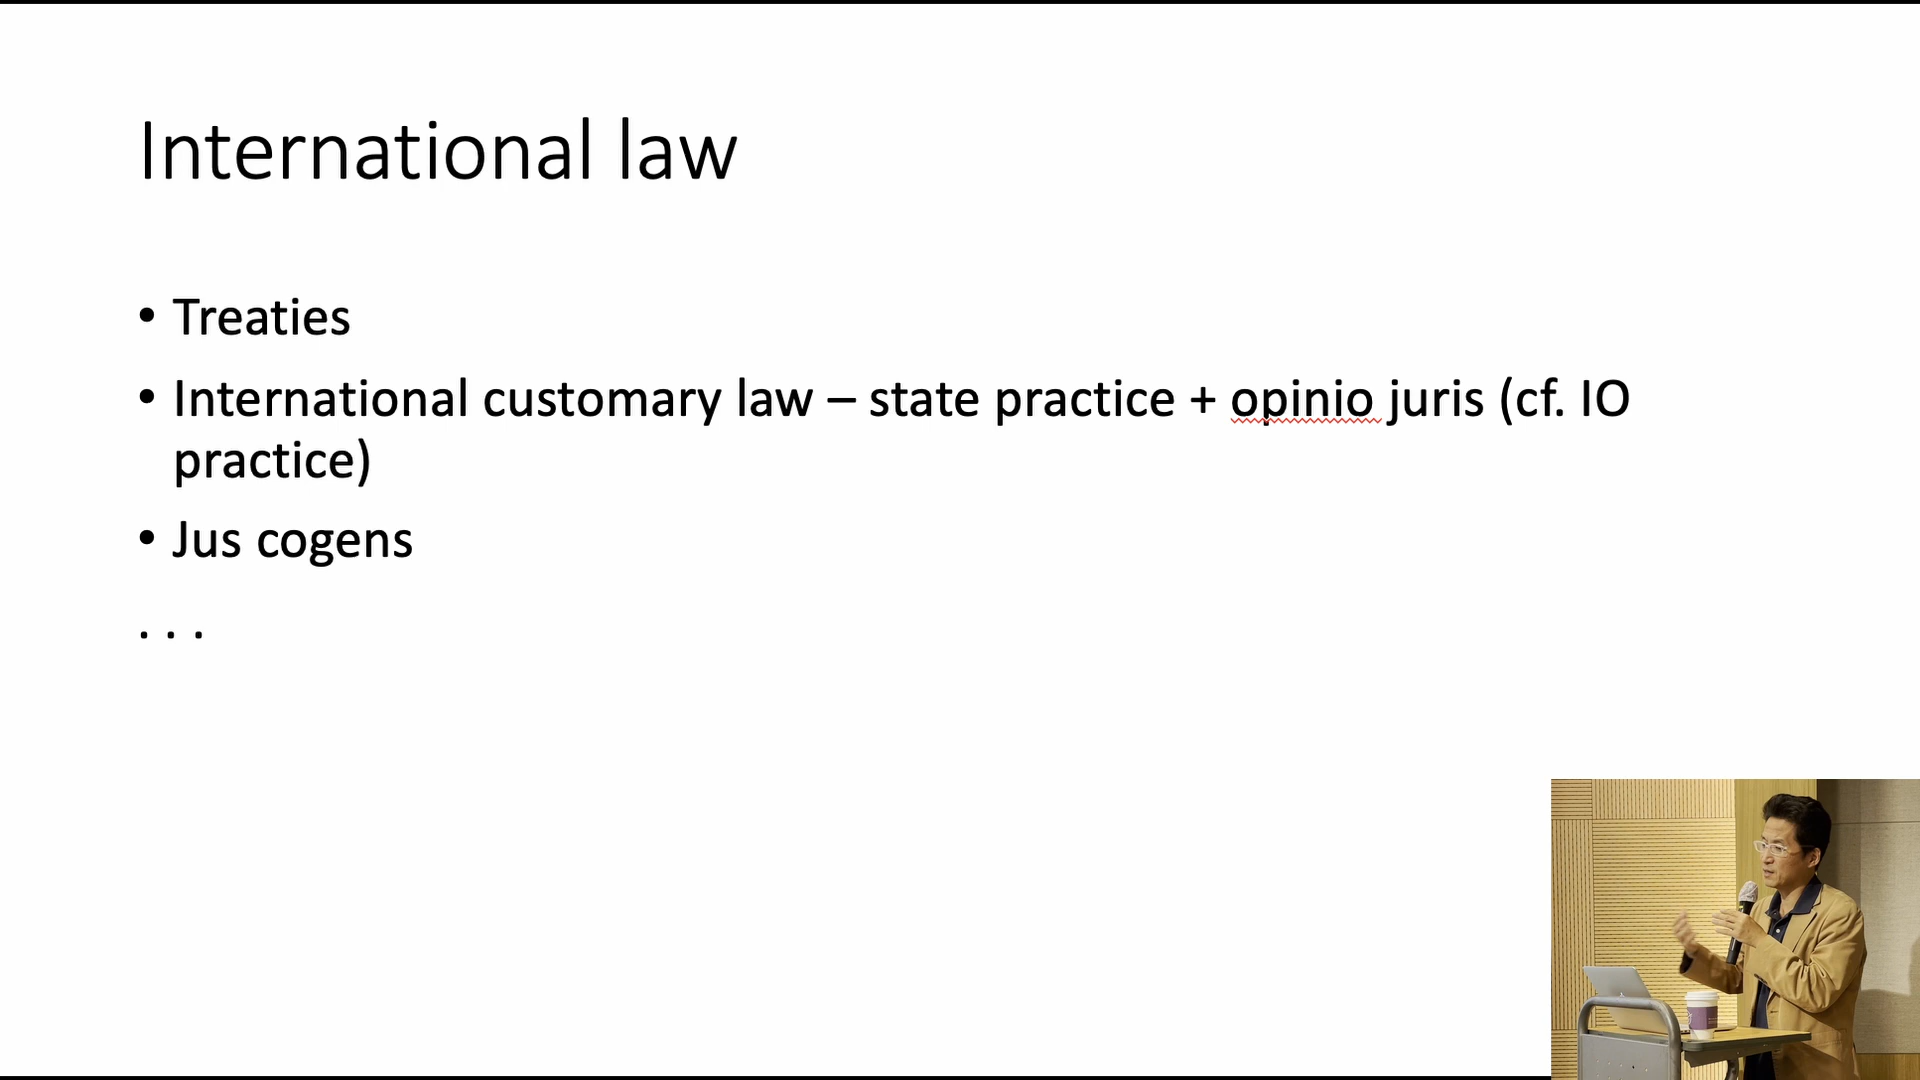 International law
• Treaties
• International customary law – state practice + opinio juris (cf. IO
practice)
• Jus cogens
. . .